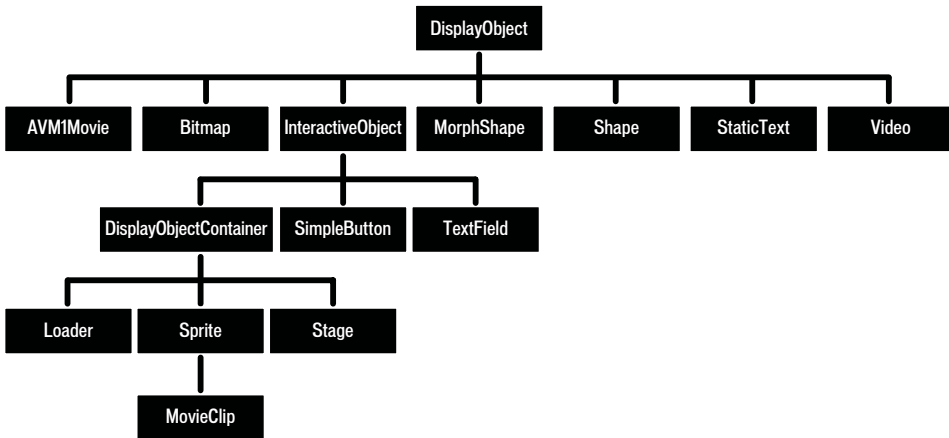 DisplayObject
AVM1Movie
Bitmap
InteractiveObject
MorphShape
Shape
StaticText
Video
DisplayObjectContainer
SimpleButton
TextField
Loader
Sprite
Stage
MovieClip